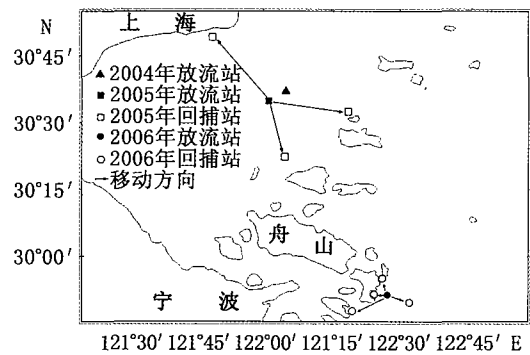 上 海
N
30°45′
▲ 2004年放流站
■ 2005年放流站
30°30′
□ 2005年回捕站
● 2006年放流站
○ 2006年回捕站
30°15′
→移动方向
舟 山
30°00′
宁 波
121°30′ 121°45′ 122°00′ 121°15′ 122°30′ 122°45′ E